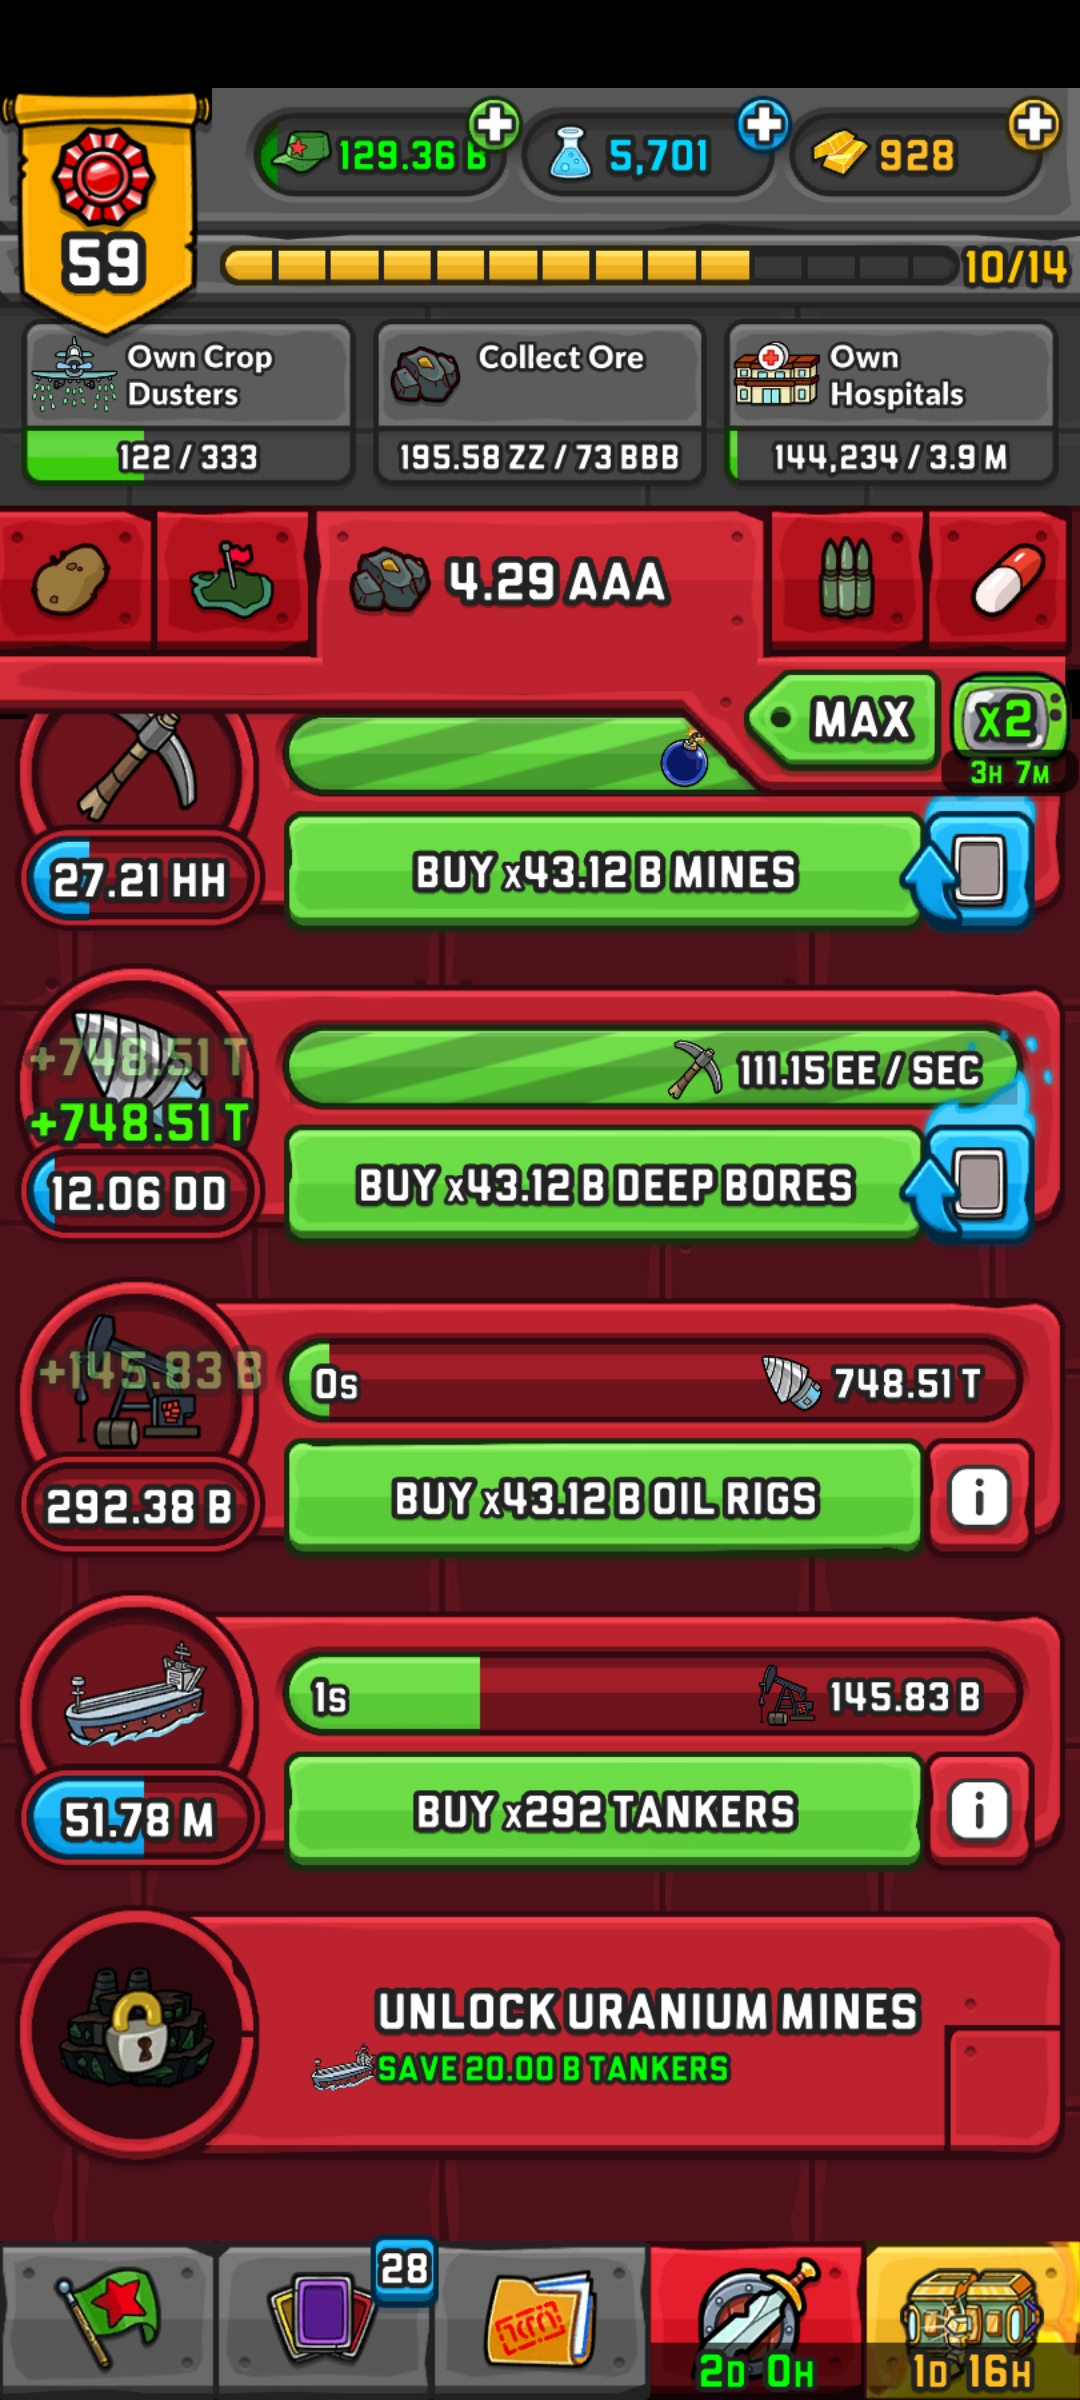 129.36 B
5,701
928
59
10/14
Own Crop
Dusters
122 / 333
Collect Ore
195.58 ZZ / 73 BBB
Own
Hospitals
144,234 / 3.9 M
4.29 AAA
MAX
x2
3H 7M
27.21 HH
BUY x43.12 B MINES
+748.51 T
+748.51 T
12.06 DD
111.15 EE / SEC
BUY x43.12 B DEEP BORES
+145.83 B
292.38 B
0s
748.51 T
BUY x43.12 B OIL RIGS
i
51.78 M
1s
145.83 B
BUY x292 TANKERS
i
UNLOCK URANIUM MINES
SAVE 20.00 B TANKERS
28
2D 0H
1D 16H